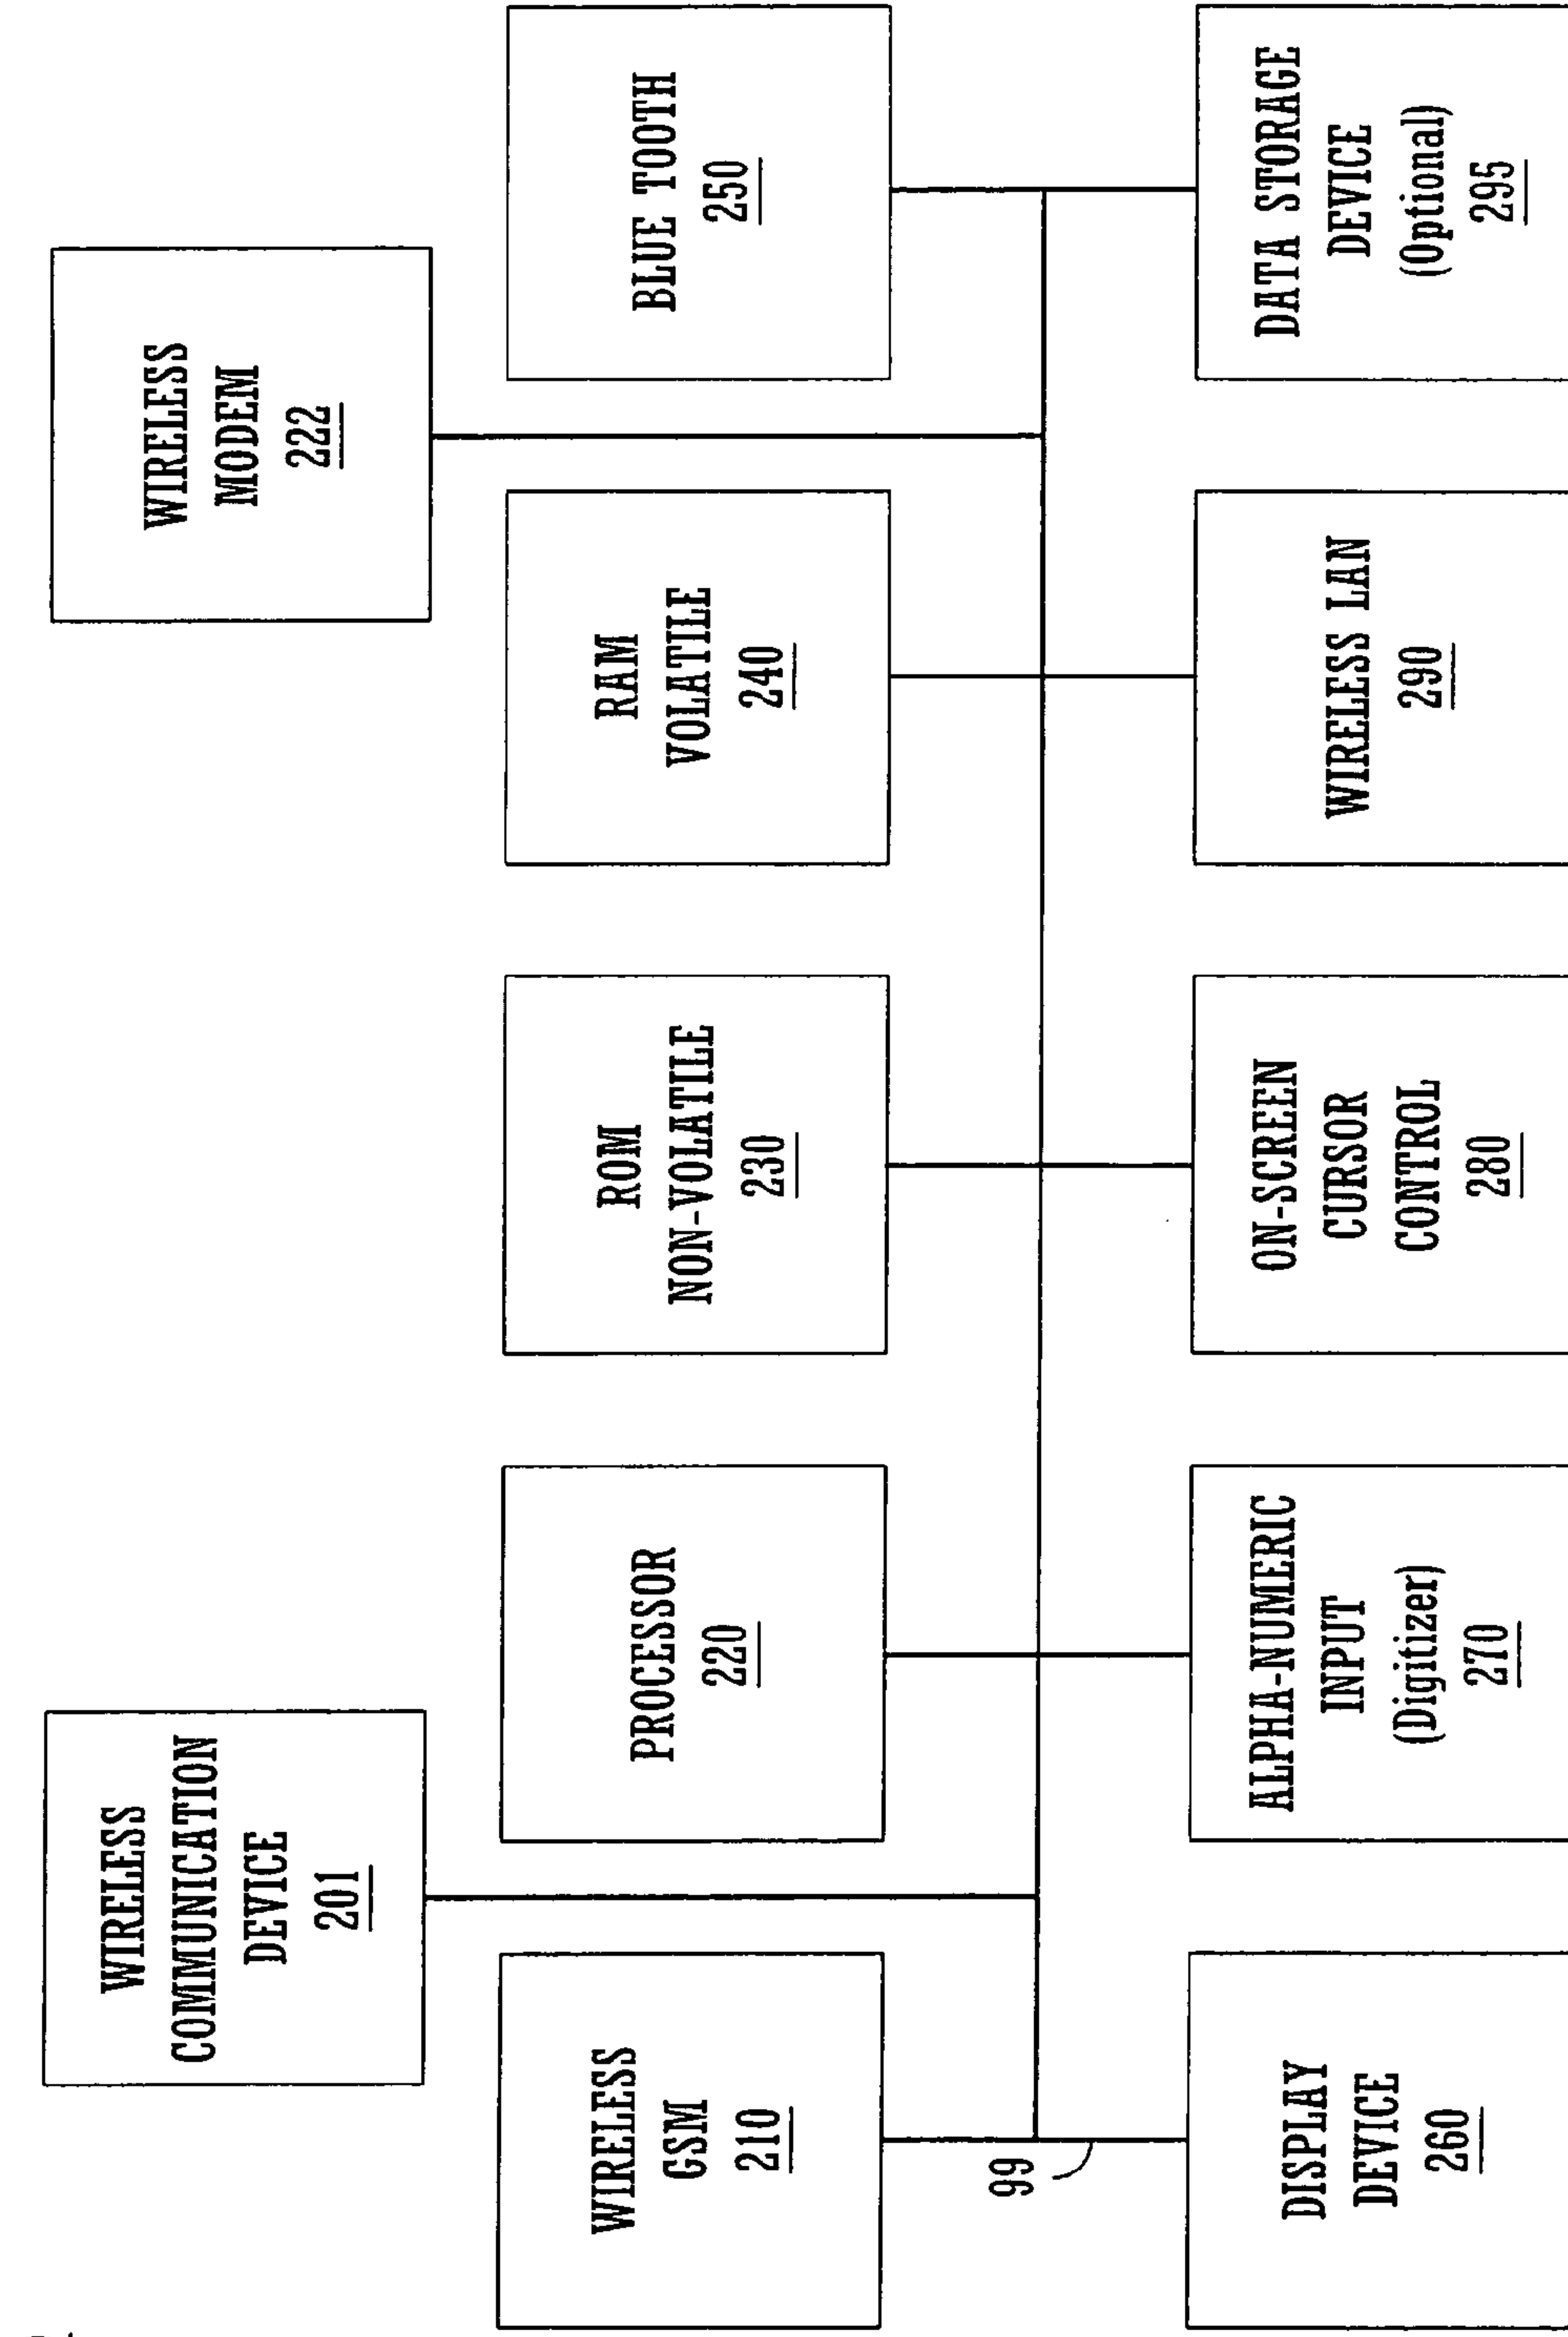 WIRELESS
COMMUNICATION
DEVICE
201
WIRELESS
MODEM
222
WIRELESS
GSM
210
PROCESSOR
220
ROM
NON-VOLATILE
230
RAM
VOLATILE
240
BLUE TOOTH
250
99
DISPLAY
DEVICE
260
ALPHA-NUMERIC
INPUT
(Digitizer)
270
ON-SCREEN
CURSOR
CONTROL
280
WIRELESS LAN
290
DATA STORAGE
DEVICE
(Optional)
295